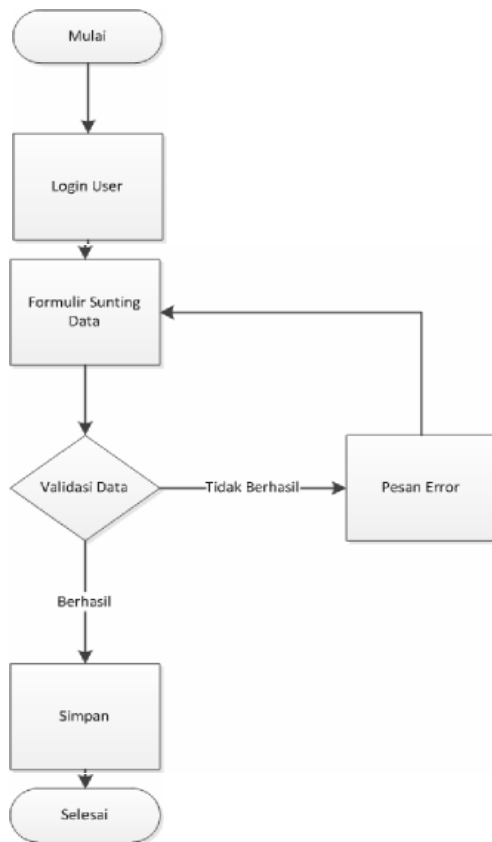 Mulai
Login User
Formulir Sunting
Data
Validasi Data
Tidak Berhasil
Pesan Error
Berhasil
Simpan
Selesai